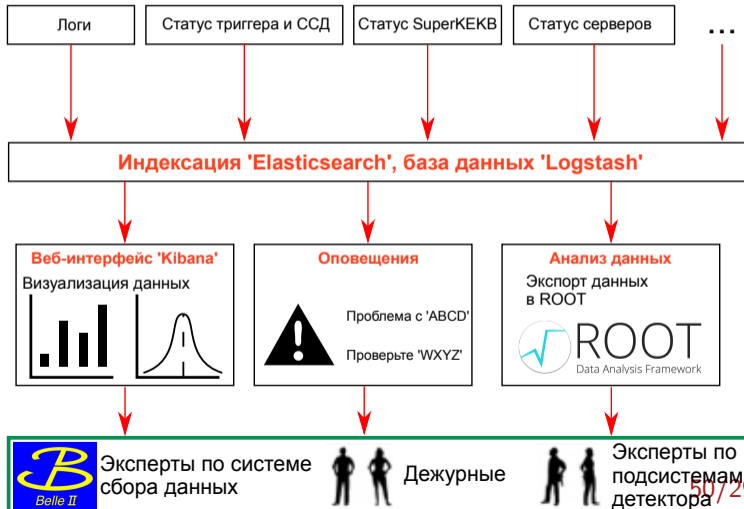 Логи
Статус триггера и ССД
Статус SuperKEKB
Статус серверов
...
Индексация 'Elasticsearch', база данных 'Logstash'
Веб-интерфейс 'Kibana'
Визуализация данных
Оповещения
Проблема с 'ABCD'
Проверьте 'WXYZ'
Анализ данных
Экспорт данных
в ROOT
ROOT
Data Analysis Framework
B
Belle II
Эксперты по системе
сбора данных
Дежурные
Эксперты по
подсистемам
детектора